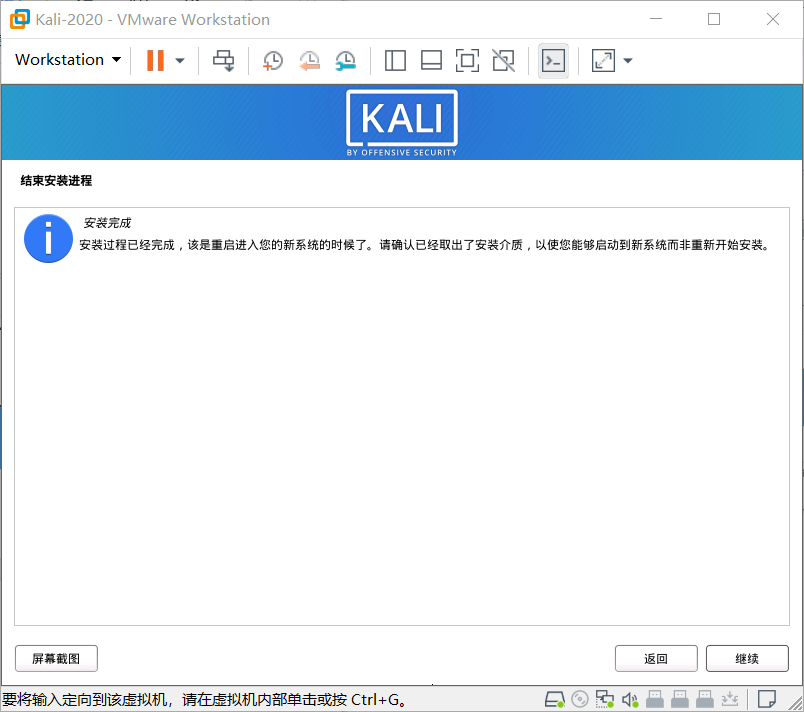 Kali-2020 - VMware Workstation
Workstation
KALI
BY OFFENSIVE SECURITY
结束安装进程
安装完成
安装过程已经完成，该是重启进入您的新系统的时候了。请确认已经取出了安装介质，以使您能够启动到新系统而非重新开始安装。
屏幕截图
返回
继续
要将输入定向到该虚拟机，请在虚拟机内部单击或按 Ctrl+G。